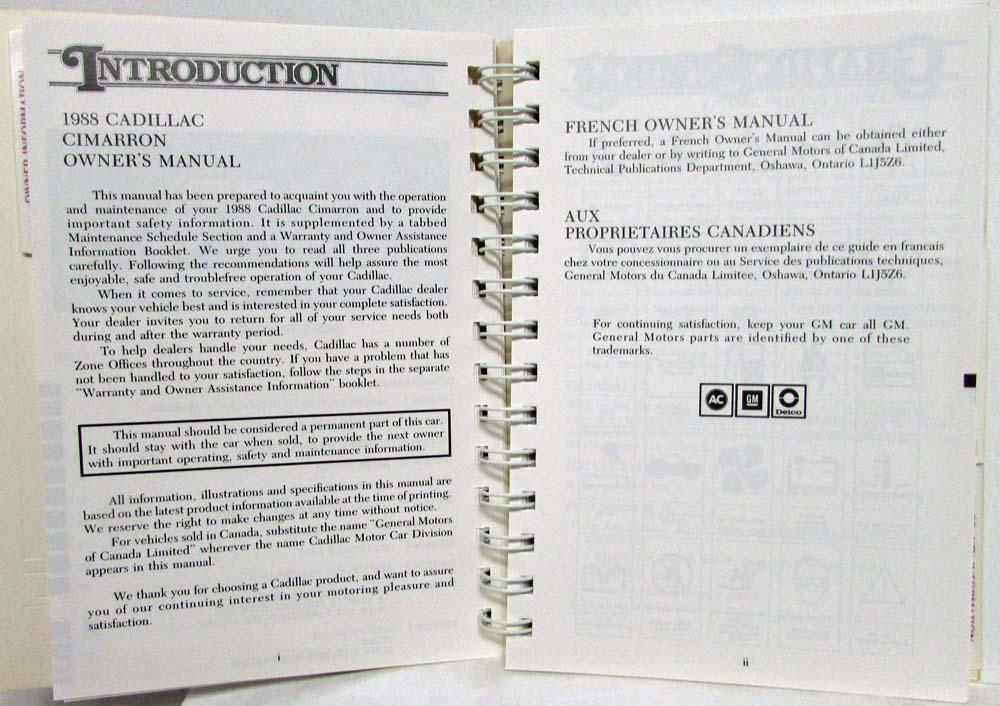 INTRODUCTION
1988 CADILLAC
CIMARRON
OWNER'S MANUAL
This manual has been prepared to acquaint you with the operation
and maintenance of your 1988 Cadillac Cimarron and to provide
important safety information. It is supplemented by a tabbed
Maintenance Schedule Section and a Warranty and Owner Assistance
Information Booklet. We urge you to read all three publications
carefully. Following the recommendations will help assure the most
enjoyable, safe and troublefree operation of your Cadillac.
When it comes to service, remember that your Cadillac dealer
knows your vehicle best and is interested in your complete satisfaction.
Your dealer invites you to return for all of your service needs both
during and after the warranty period.
To help dealers handle your needs, Cadillac has a number of
Zone Offices throughout the country. If you have a problem that has
not been handled to your satisfaction, follow the steps in the separate
"Warranty and Owner Assistance Information" booklet.
This manual should be considered a permanent part of this car.
It should stay with the car when sold, to provide the next owner
with important operating, safety and maintenance information.
All information, illustrations and specifications in this manual are
based on the latest product information available at the time of printing.
We reserve the right to make changes at any time without notice.
For vehicles sold in Canada, substitute the name "General Motors
of Canada Limited" wherever the name Cadillac Motor Car Division
appears in this manual.
We thank you for choosing a Cadillac product, and want to assure
you of our continuing interest in your motoring pleasure and
satisfaction.
i
FRENCH OWNER'S MANUAL
If preferred, a French Owner's Manual can be obtained either
from your dealer or by writing to General Motors of Canada Limited,
Technical Publications Department, Oshawa, Ontario L1J5Z6.
AUX
PROPRIETAIRES CANADIENS
Vous pouvez vous procurer un exemplaire de ce guide en francais
chez votre concessionnaire ou au Service des publications techniques,
General Motors du Canada Limitee, Oshawa, Ontario L1J5Z6.
For continuing satisfaction, keep your GM car all GM.
General Motors parts are identified by one of these
trademarks.
AC GM Delco
ii